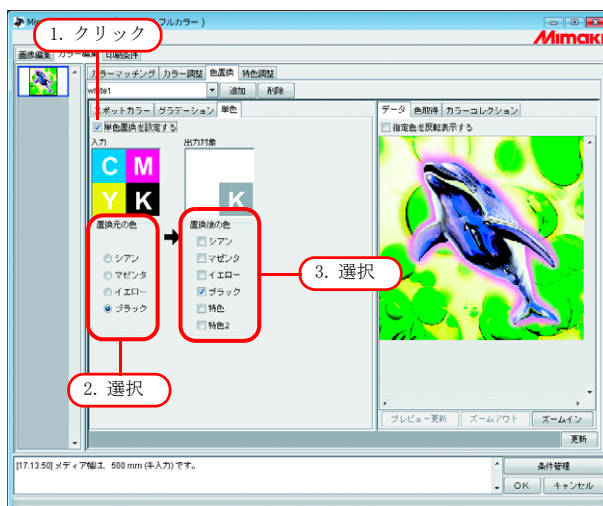 1. クリック
フルカラー )
Mimaki
画像編集 カラー編集 印刷条件
カラーマッチング カラー調整 色置換 特色調整
white1 追加 削除
スポットカラー グラデーション 単色
単色置換を設定する
入力 出力対象
C M
Y K
K
置換元の色 置換後の色
シアン
マゼンタ
イエロー
ブラック
シアン
マゼンタ
イエロー
ブラック
特色
特色2
2. 選択
3. 選択
データ 色取得 カラーコレクション
指定色を反転表示する
プレビュー更新 ズームアウト ズームイン
更新
[17:13:50] メディア幅は、 500 mm (手入力) です。
条件管理
OK キャンセル